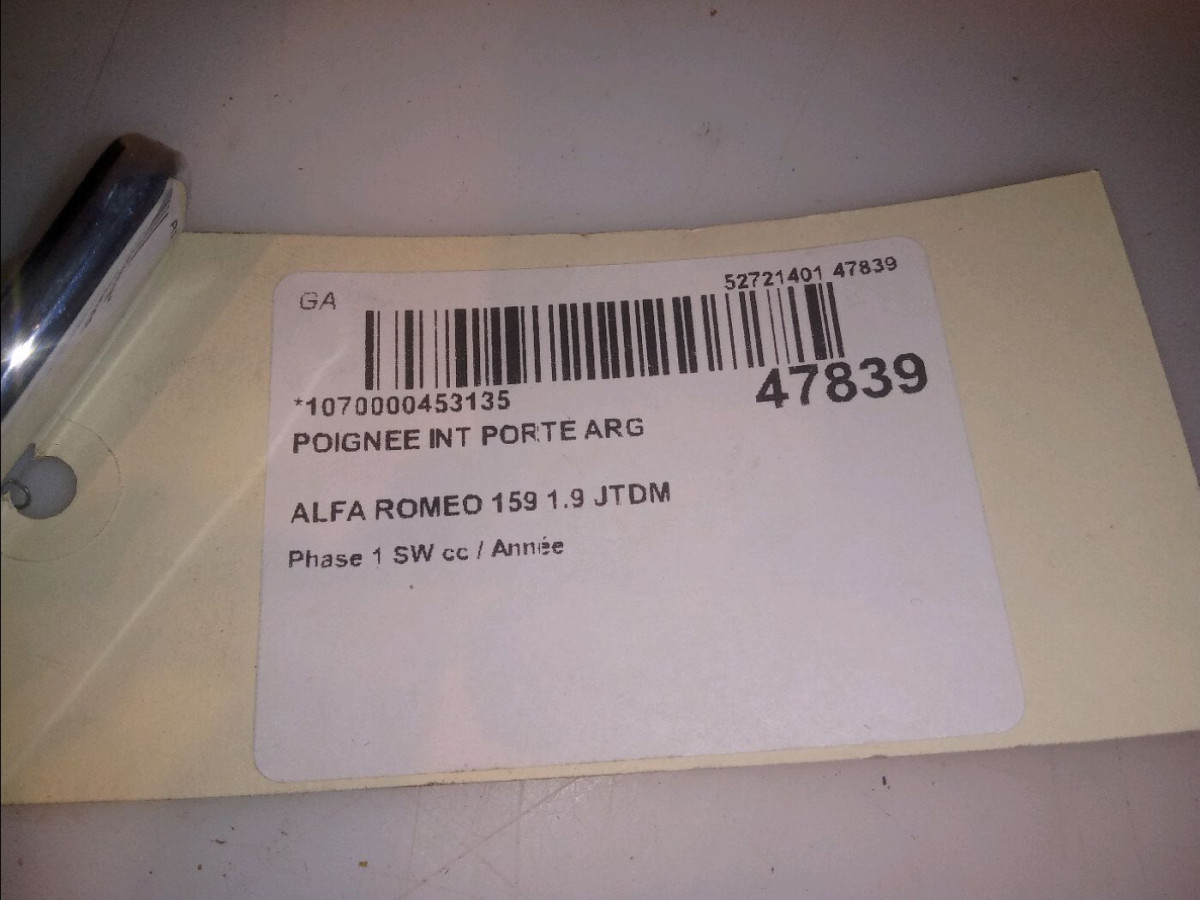 GA
52721401 47839
*1070000453135
47839
POIGNEE INT PORTE ARG
ALFA ROMEO 159 1.9 JTDM
Phase 1 SW cc / Année